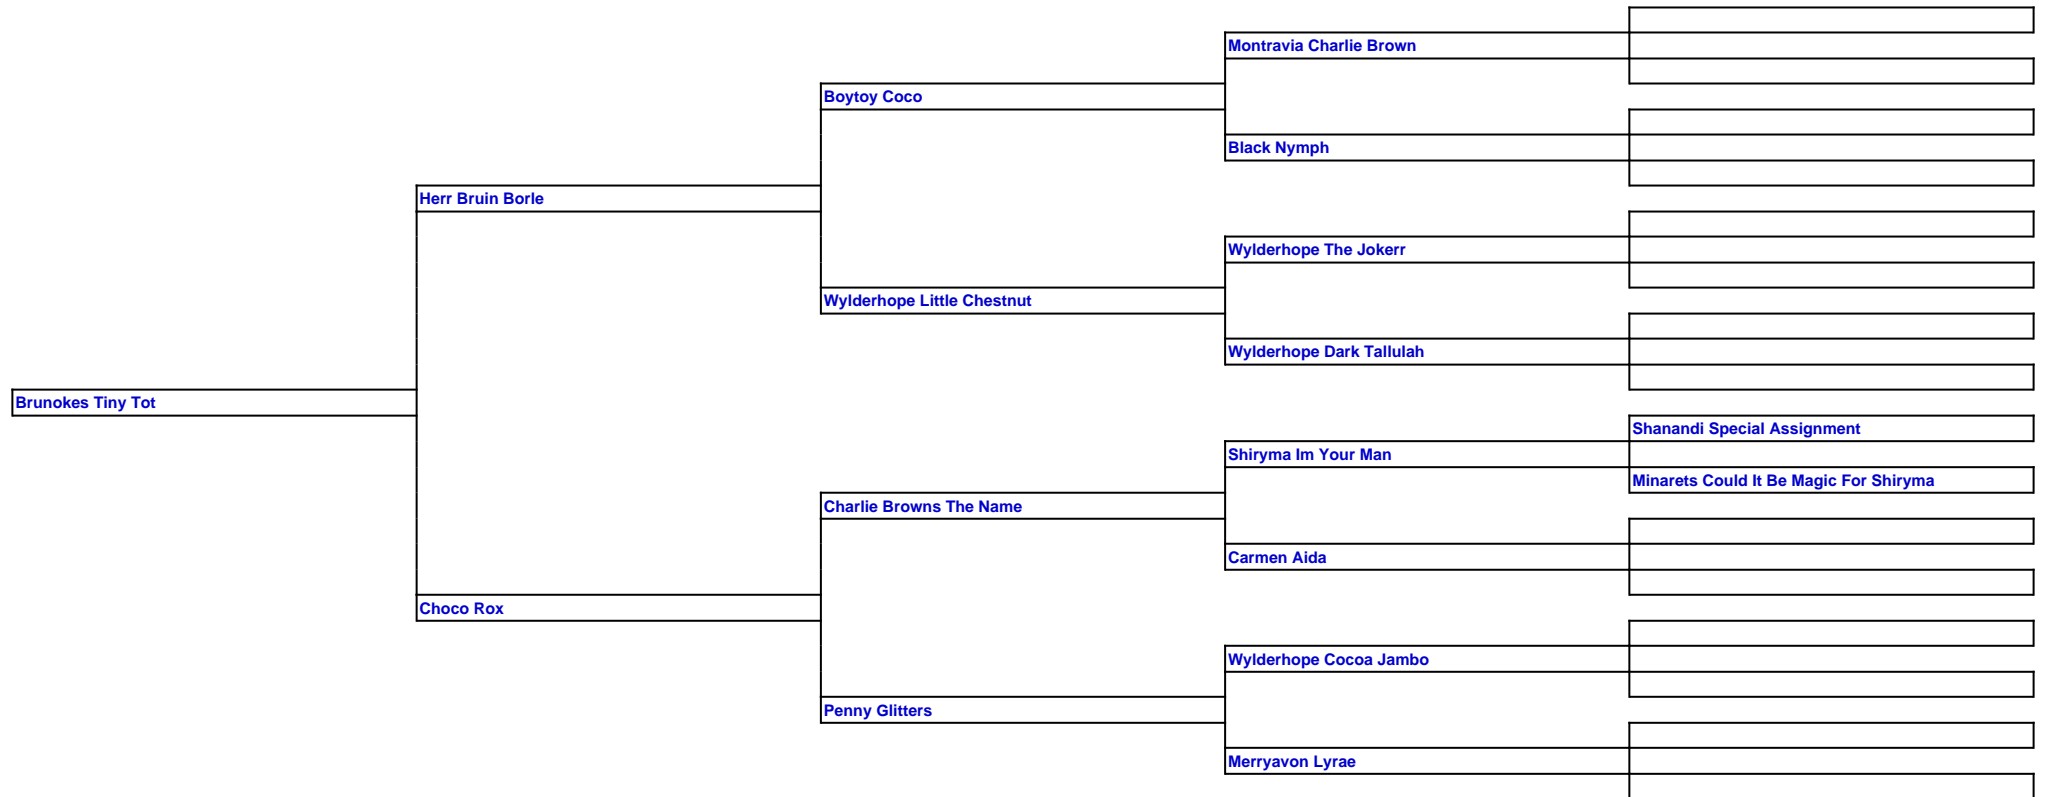 Montravia Charlie Brown
Boytoy Coco
Black Nymph
Herr Bruin Borle
Wylderhope The Jokerr
Wylderhope Little Chestnut
Wylderhope Dark Tallulah
Brunokes Tiny Tot
Shanandi Special Assignment
Shiryma Im Your Man
Minarets Could It Be Magic For Shiryma
Charlie Browns The Name
Carmen Aida
Choco Rox
Wylderhope Cocoa Jambo
Penny Glitters
Merryavon Lyrae